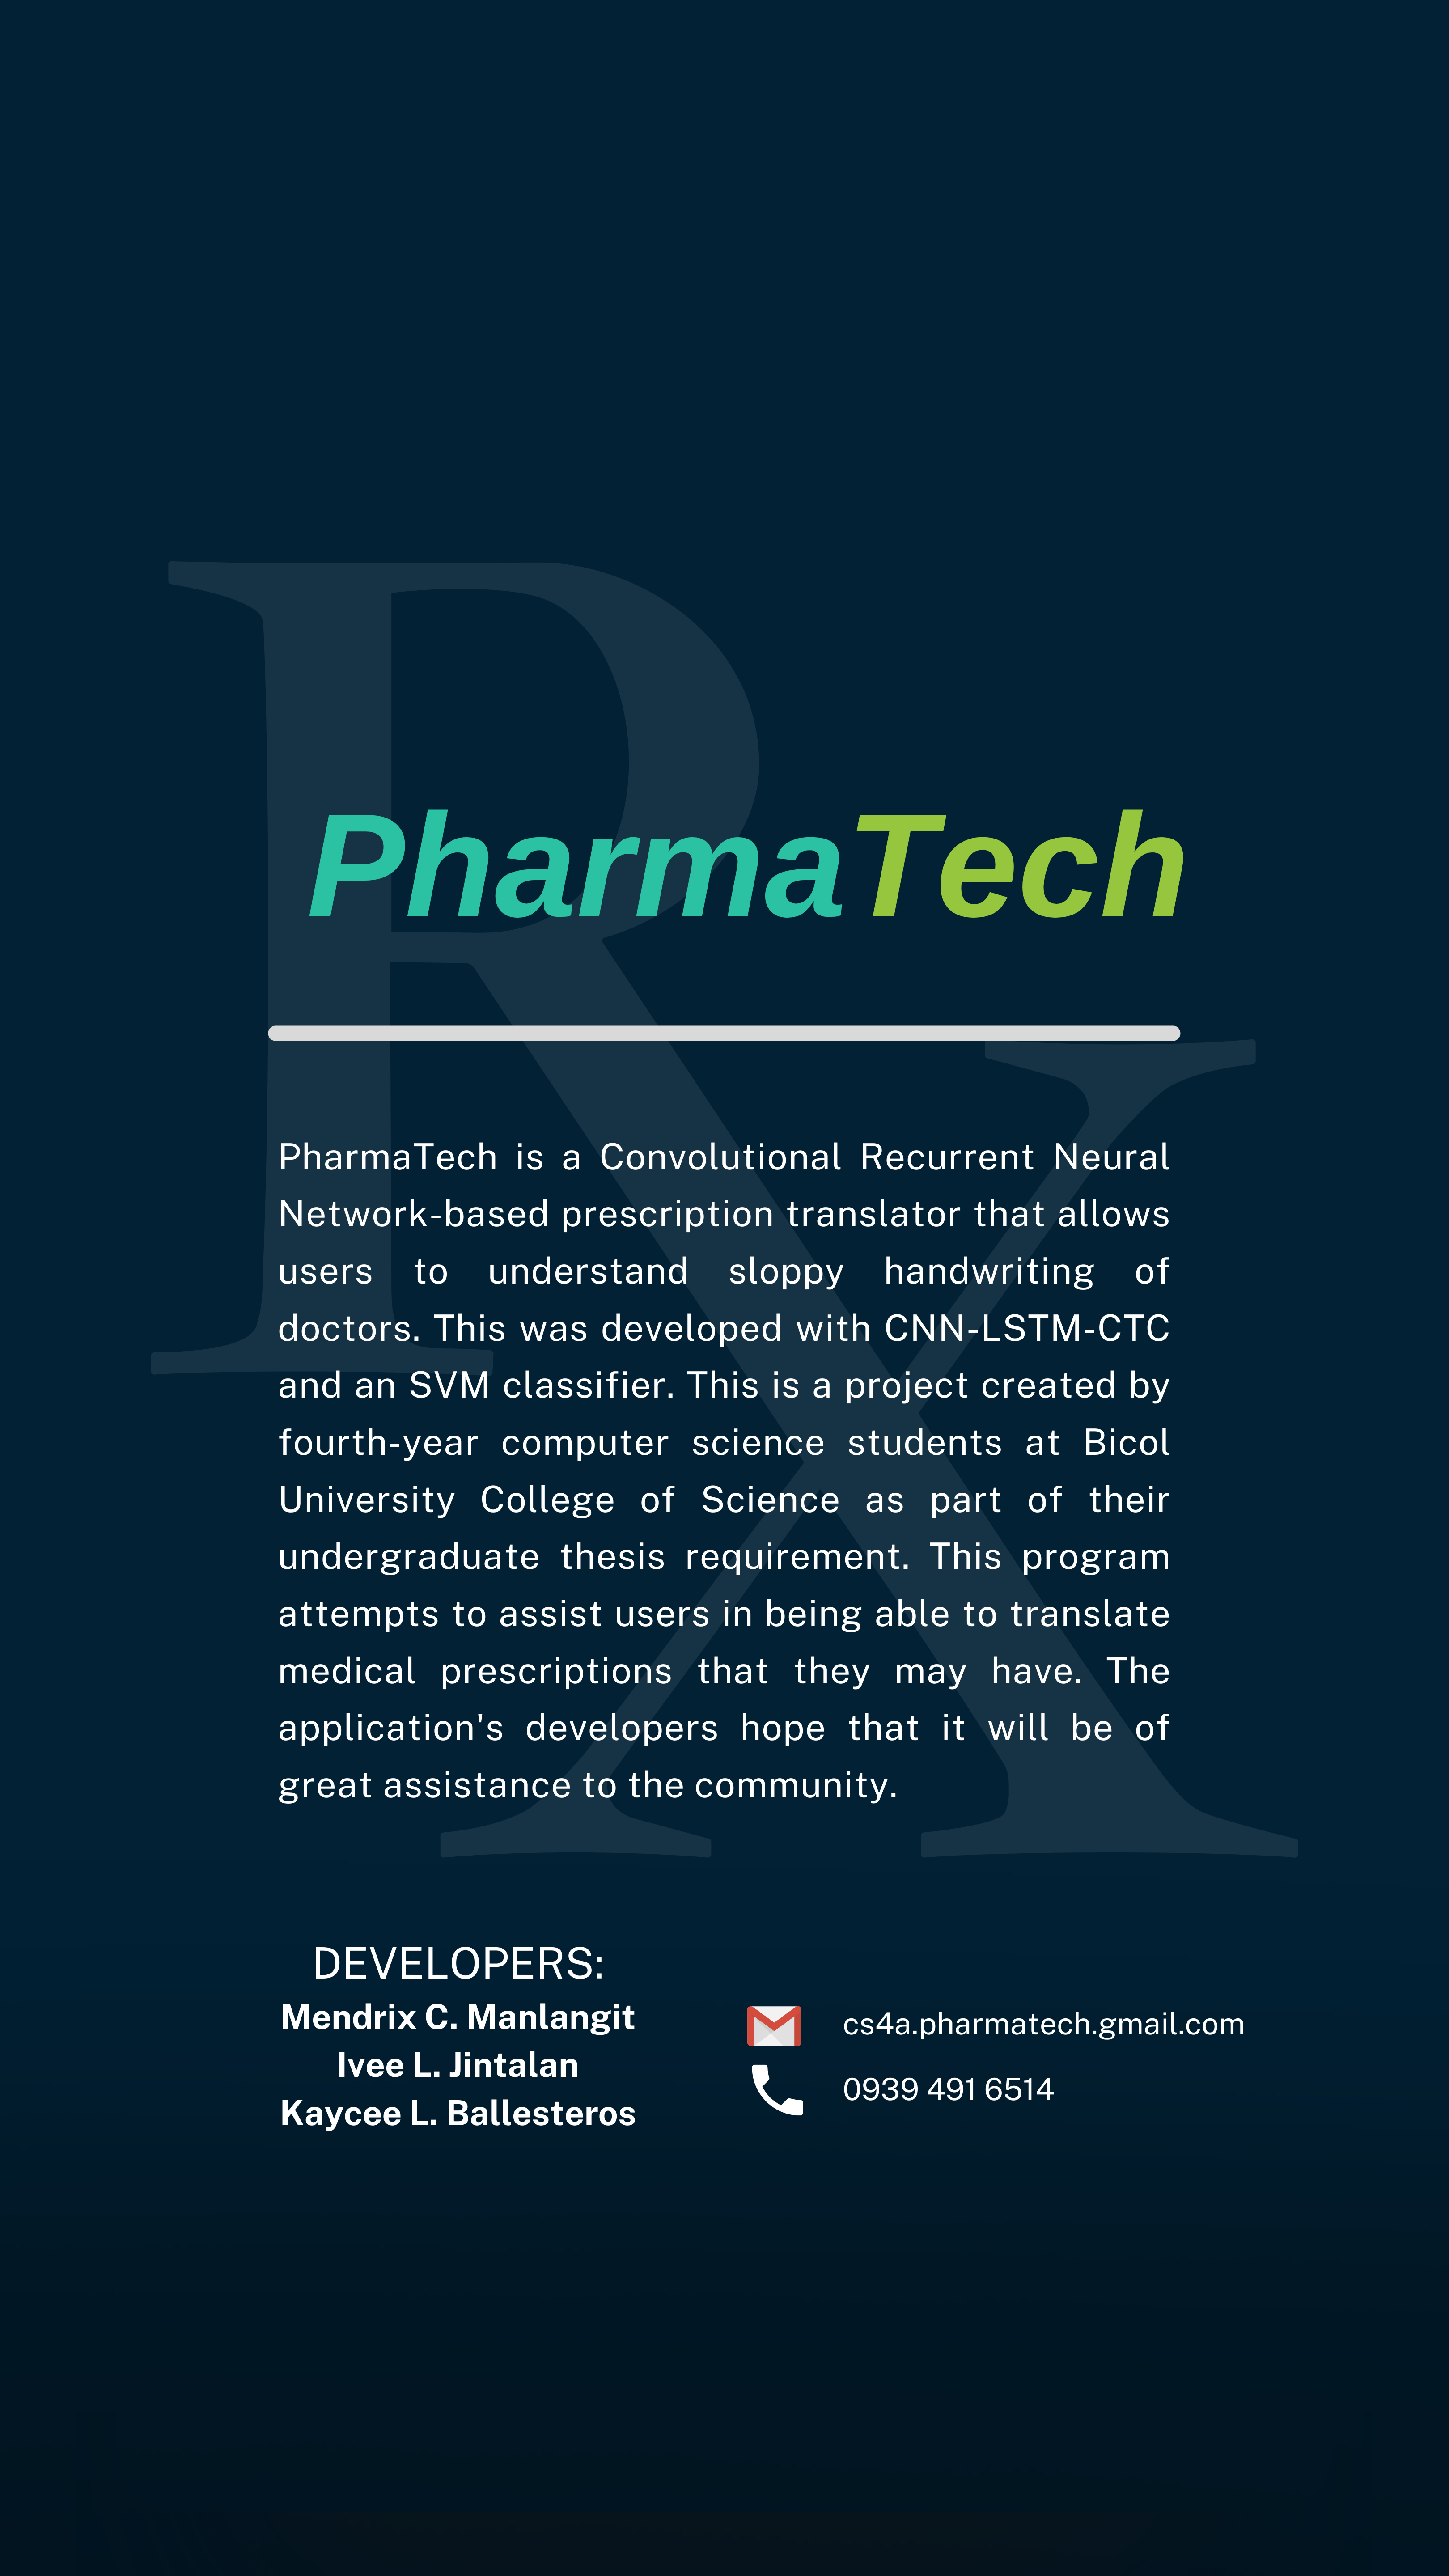 PharmaTech
PharmaTech is a Convolutional Recurrent Neural
Network-based prescription translator that allows
users to understand sloppy handwriting of
doctors. This was developed with CNN-LSTM-CTC
and an SVM classifier. This is a project created by
fourth-year computer science students at Bicol
University College of Science as part of their
undergraduate thesis requirement. This program
attempts to assist users in being able to translate
medical prescriptions that they may have. The
application's developers hope that it will be of
great assistance to the community.
DEVELOPERS:
Mendrix C. Manlangit
Ivee L. Jintalan
Kaycee L. Ballesteros
cs4a.pharmatech.gmail.com
0939 491 6514